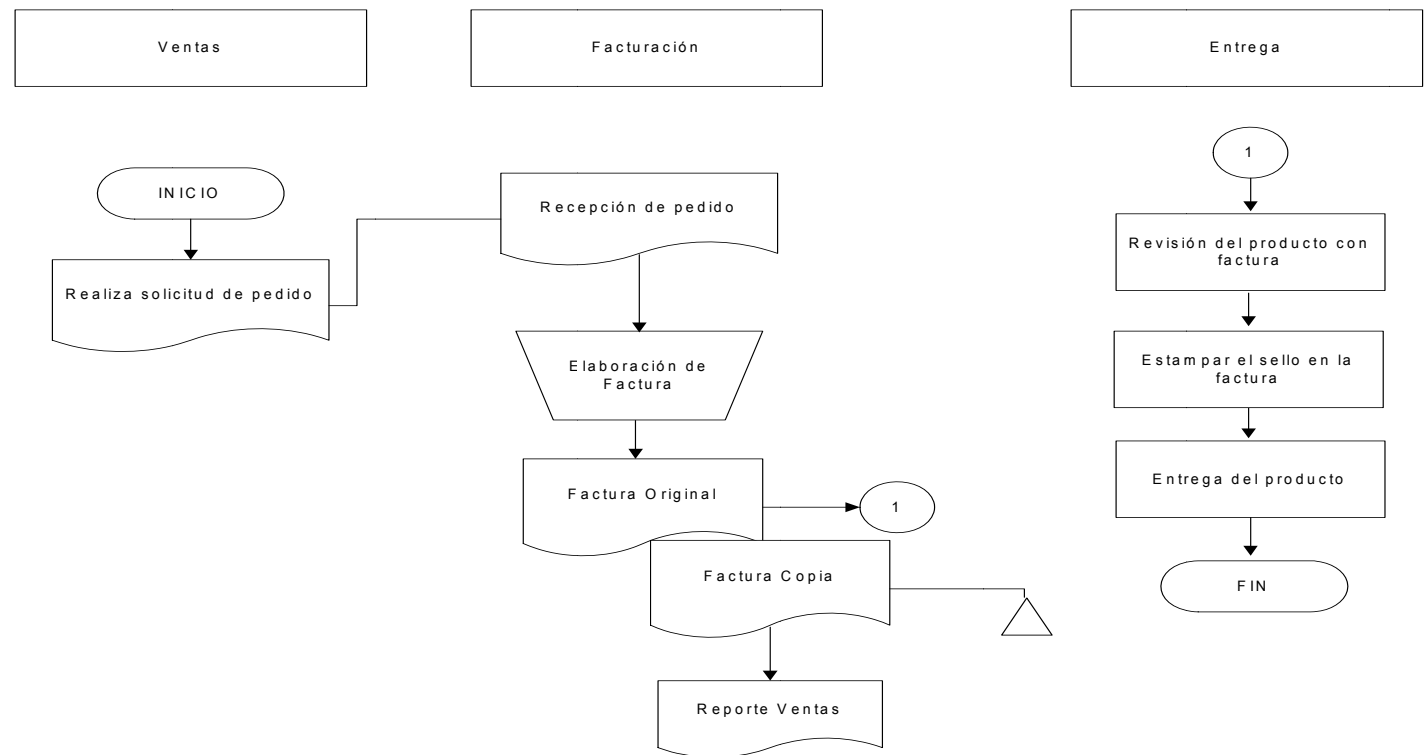 Ventas
Facturación
Entrega
INICIO
Realiza solicitud de pedido
Recepción de pedido
Elaboración de
Factura
Factura Original
1
Factura Copia
Reporte Ventas
1
Revisión del producto con
factura
Estampar el sello en la
factura
Entrega del producto
FIN